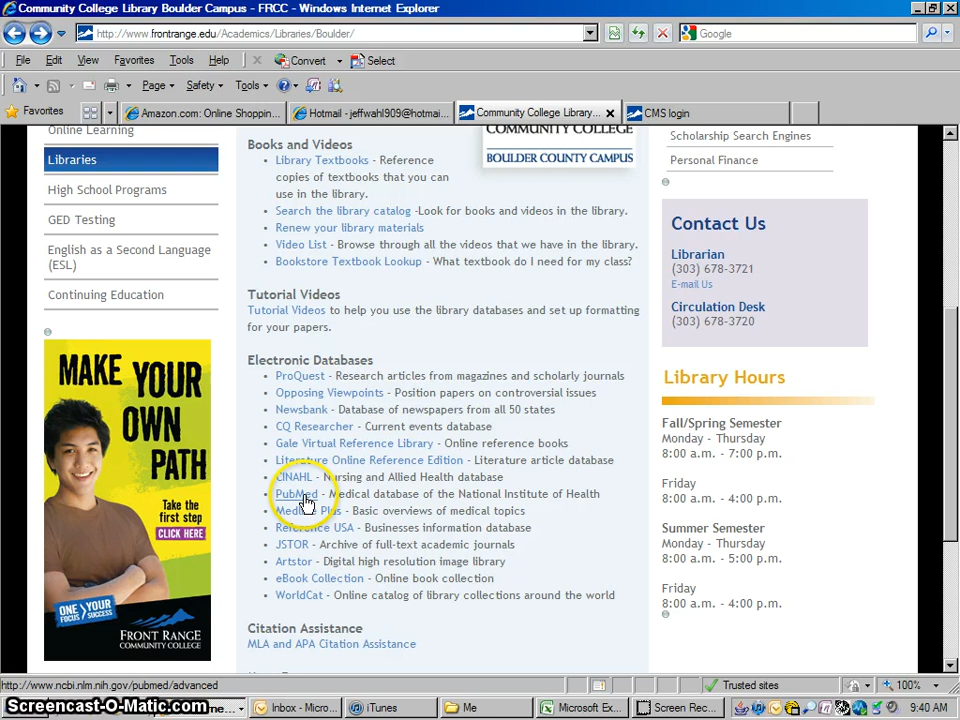 Community College Library Boulder Campus - FRCC - Windows Internet Explorer
http://www.frontrange.edu/Academics/Libraries/Boulder/
Google
File Edit View Favorites Tools Help
Convert Select
Page Safety Tools
Favorites
Amazon.com: Online Shoppin...
Hotmail - jeffwahl909@hotmai...
Community College Library...
CMS login
Online Learning
Libraries
High School Programs
GED Testing
English as a Second Language
(ESL)
Continuing Education
MAKE YOUR
OWN
PATH
Take the
first step
CLICK HERE
ONE YOUR
FOCUS SUCCESS
FRONT RANGE
COMMUNITY COLLEGE
COMMUNITY COLLEGE
BOULDER COUNTY CAMPUS
Books and Videos
Library Textbooks - Reference
copies of textbooks that you can
use in the library.
Search the library catalog -Look for books and videos in the library.
Renew your library materials
Video List - Browse through all the videos that we have in the library.
Bookstore Textbook Lookup - What textbook do I need for my class?
Tutorial Videos
Tutorial Videos to help you use the library databases and set up formatting
for your papers.
Electronic Databases
ProQuest - Research articles from magazines and scholarly journals
Opposing Viewpoints - Position papers on controversial issues
Newsbank - Database of newspapers from all 50 states
CQ Researcher - Current events database
Gale Virtual Reference Library - Online reference books
Literature Online Reference Edition - Literature article database
CINAHL - Nursing and Allied Health database
PubMed - Medical database of the National Institute of Health
Medline Plus - Basic overviews of medical topics
Reference USA - Businesses information database
JSTOR - Archive of full-text academic journals
Artstor - Digital high resolution image library
eBook Collection - Online book collection
WorldCat - Online catalog of library collections around the world
Citation Assistance
MLA and APA Citation Assistance
Scholarship Search Engines
Personal Finance
Contact Us
Librarian
(303) 678-3721
E-mail Us
Circulation Desk
(303) 678-3720
Library Hours
Fall/Spring Semester
Monday - Thursday
8:00 a.m. - 7:00 p.m.
Friday
8:00 a.m. - 4:00 p.m.
Summer Semester
Monday - Thursday
8:00 a.m. - 5:00 p.m.
Friday
8:00 a.m. - 4:00 p.m.
http://www.ncbi.nlm.nih.gov/pubmed/advanced
Trusted sites
100%
Screencast-O-Matic.com
Inbox - Micro...
iTunes
Me
Microsoft Ex...
Screen Rec...
9:40 AM